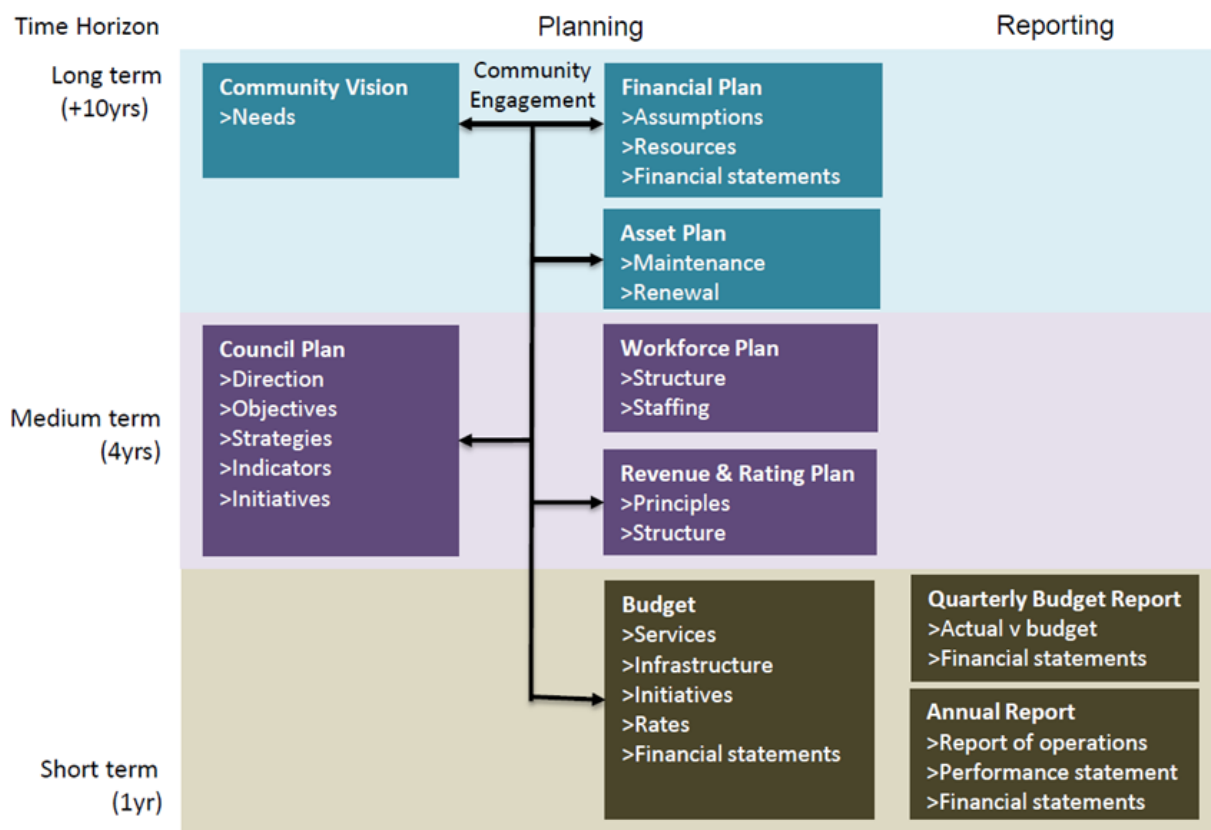 Time Horizon
Planning
Reporting
Long term
(+10yrs)
Community Vision
>Needs
Community
Engagement
Financial Plan
>Assumptions
>Resources
>Financial statements
Asset Plan
>Maintenance
>Renewal
Medium term
(4yrs)
Council Plan
>Direction
>Objectives
>Strategies
>Indicators
>Initiatives
Workforce Plan
>Structure
>Staffing
Revenue & Rating Plan
>Principles
>Structure
Short term
(1yr)
Budget
>Services
>Infrastructure
>Initiatives
>Rates
>Financial statements
Quarterly Budget Report
>Actual v budget
>Financial statements
Annual Report
>Report of operations
>Performance statement
>Financial statements